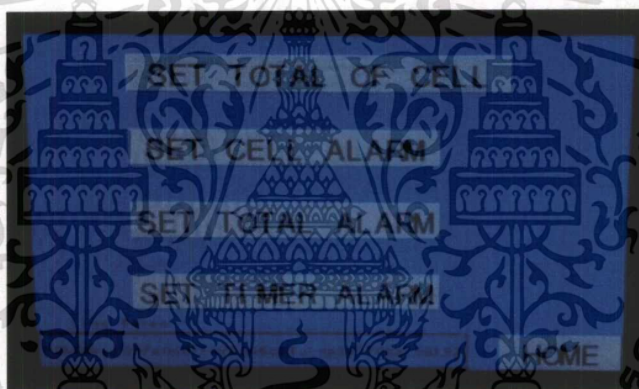 SET TOTAL OF CELL
SET CELL ALARM
SET TOTAL ALARM
SET TIMER ALARM
HOME